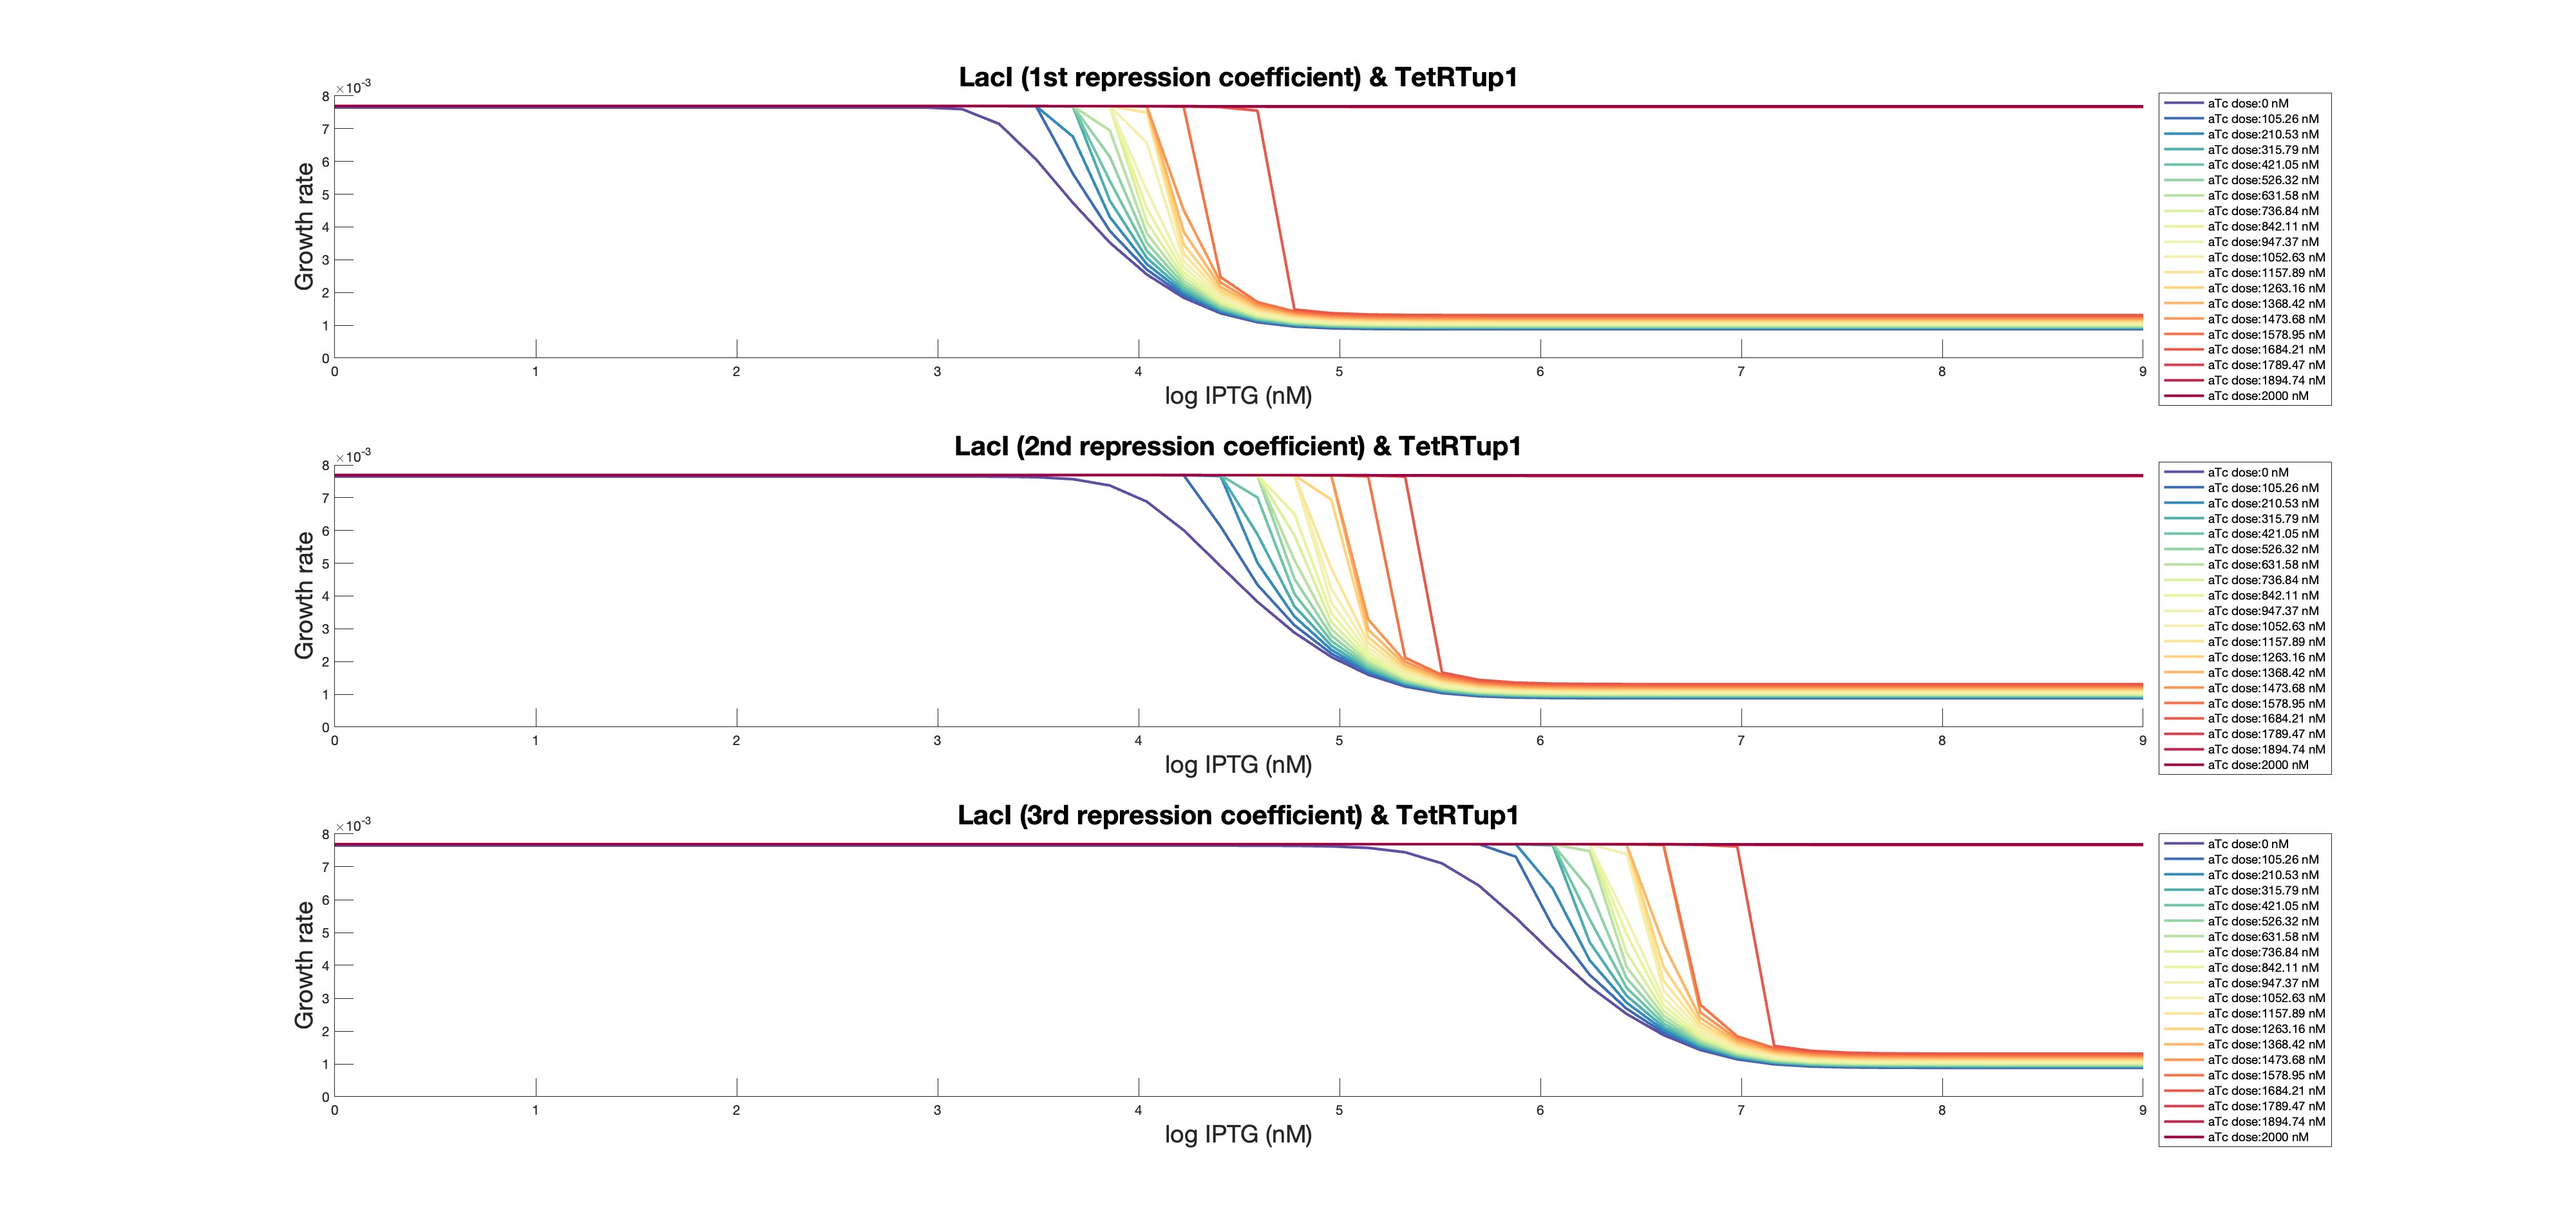 LacI (1st repression coefficient) & TetRTup1
×10-3
8
7
6
5
4
3
2
1
0
Growth rate
0 1 2 3 4 5 6 7 8 9
log IPTG (nM)
aTc dose:0 nM
aTc dose:105.26 nM
aTc dose:210.53 nM
aTc dose:315.79 nM
aTc dose:421.05 nM
aTc dose:526.32 nM
aTc dose:631.58 nM
aTc dose:736.84 nM
aTc dose:842.11 nM
aTc dose:947.37 nM
aTc dose:1052.63 nM
aTc dose:1157.89 nM
aTc dose:1263.16 nM
aTc dose:1368.42 nM
aTc dose:1473.68 nM
aTc dose:1578.95 nM
aTc dose:1684.21 nM
aTc dose:1789.47 nM
aTc dose:1894.74 nM
aTc dose:2000 nM
LacI (2nd repression coefficient) & TetRTup1
×10-3
8
7
6
5
4
3
2
1
0
Growth rate
0 1 2 3 4 5 6 7 8 9
log IPTG (nM)
aTc dose:0 nM
aTc dose:105.26 nM
aTc dose:210.53 nM
aTc dose:315.79 nM
aTc dose:421.05 nM
aTc dose:526.32 nM
aTc dose:631.58 nM
aTc dose:736.84 nM
aTc dose:842.11 nM
aTc dose:947.37 nM
aTc dose:1052.63 nM
aTc dose:1157.89 nM
aTc dose:1263.16 nM
aTc dose:1368.42 nM
aTc dose:1473.68 nM
aTc dose:1578.95 nM
aTc dose:1684.21 nM
aTc dose:1789.47 nM
aTc dose:1894.74 nM
aTc dose:2000 nM
LacI (3rd repression coefficient) & TetRTup1
×10-3
8
7
6
5
4
3
2
1
0
Growth rate
0 1 2 3 4 5 6 7 8 9
log IPTG (nM)
aTc dose:0 nM
aTc dose:105.26 nM
aTc dose:210.53 nM
aTc dose:315.79 nM
aTc dose:421.05 nM
aTc dose:526.32 nM
aTc dose:631.58 nM
aTc dose:736.84 nM
aTc dose:842.11 nM
aTc dose:947.37 nM
aTc dose:1052.63 nM
aTc dose:1157.89 nM
aTc dose:1263.16 nM
aTc dose:1368.42 nM
aTc dose:1473.68 nM
aTc dose:1578.95 nM
aTc dose:1684.21 nM
aTc dose:1789.47 nM
aTc dose:1894.74 nM
aTc dose:2000 nM